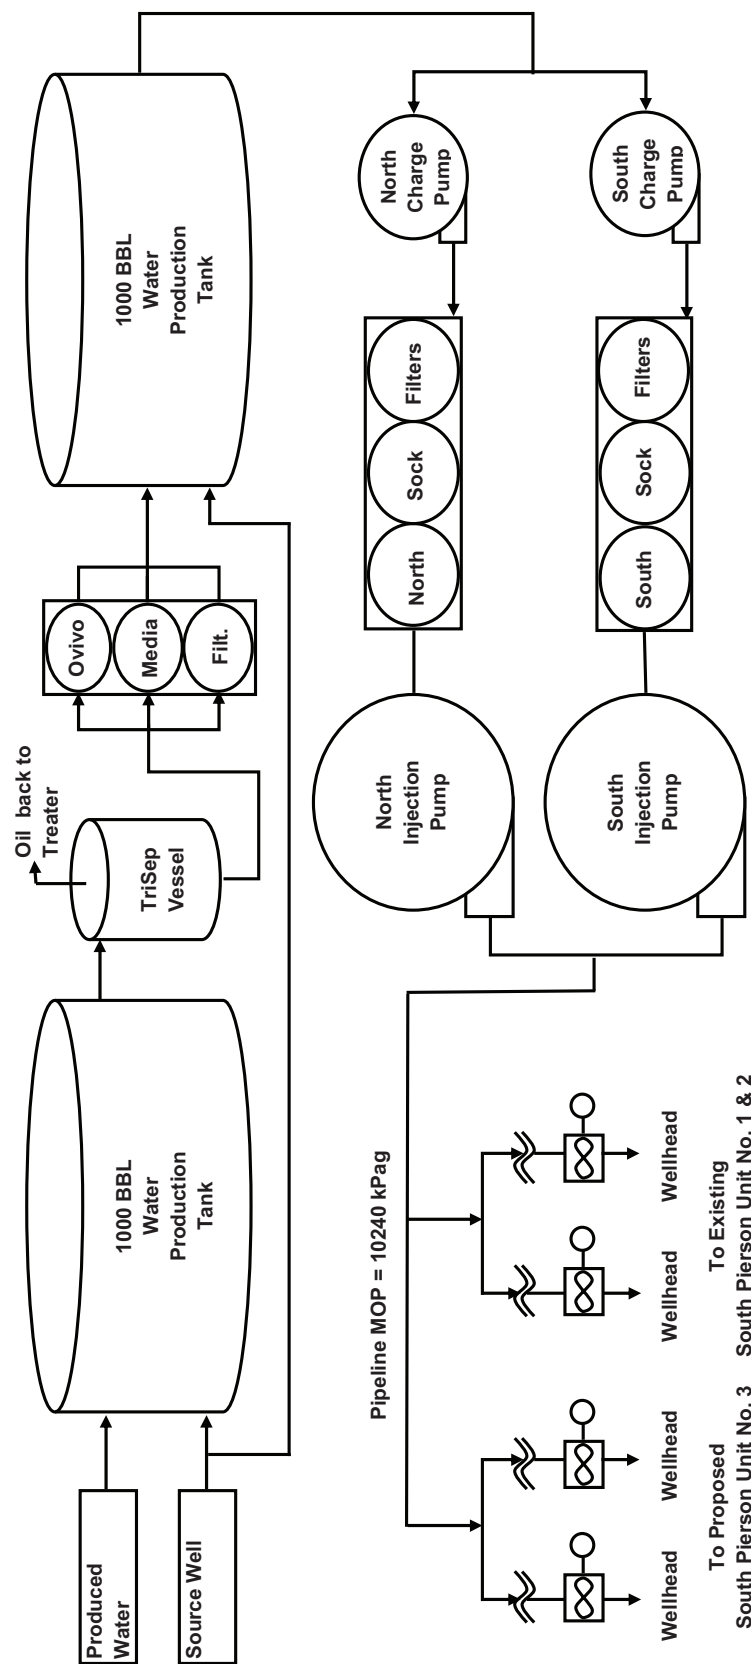 Produced
Water
Source Well
1000 BBL
Water
Production
Tank
Oil back to
Treater
TriSep
Vessel
Ovivo
Media
Filt.
1000 BBL
Water
Production
Tank
North
Charge
Pump
South
Charge
Pump
North Sock Filters
South Sock Filters
North
Injection
Pump
South
Injection
Pump
Pipeline MOP = 10240 kPag
Wellhead
Wellhead
Wellhead
Wellhead
To Proposed
South Pierson Unit No. 3
To Existing
South Pierson Unit No. 1 & 2